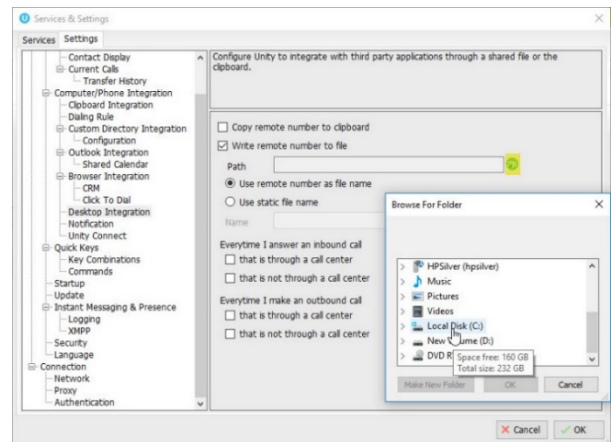 Services & Settings
Services Settings
Contact Display
Current Calls
Transfer History
Computer/Phone Integration
Clipboard Integration
Dialing Rule
Custom Directory Integration
Configuration
Outlook Integration
Shared Calendar
Browser Integration
CRM
Click To Dial
Desktop Integration
Notification
Unity Connect
Quick Keys
Key Combinations
Commands
Startup
Update
Instant Messaging & Presence
Logging
XMPP
Security
Language
Connection
Network
Proxy
Authentication
Configure Unity to integrate with third party applications through a shared file or the
clipboard.
Copy remote number to clipboard
Write remote number to file
Path
Use remote number as file name
Use static file name
Name
Everytime I answer an inbound call
that is through a call center
that is not through a call center
Everytime I make an outbound call
that is through a call center
that is not through a call center
Browse For Folder
HPSilver (hpsilver)
Music
Pictures
Videos
Local Disk (C:)
New (D:)
DVD
Space free: 160 GB
Total size: 232 GB
Make New Folder OK Cancel
Cancel OK